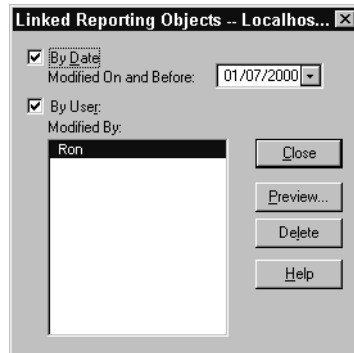 Linked Reporting Objects -- Localhos...
By Date
Modified On and Before: 01/07/2000
By User:
Modified By:
Ron
Close
Preview...
Delete
Help